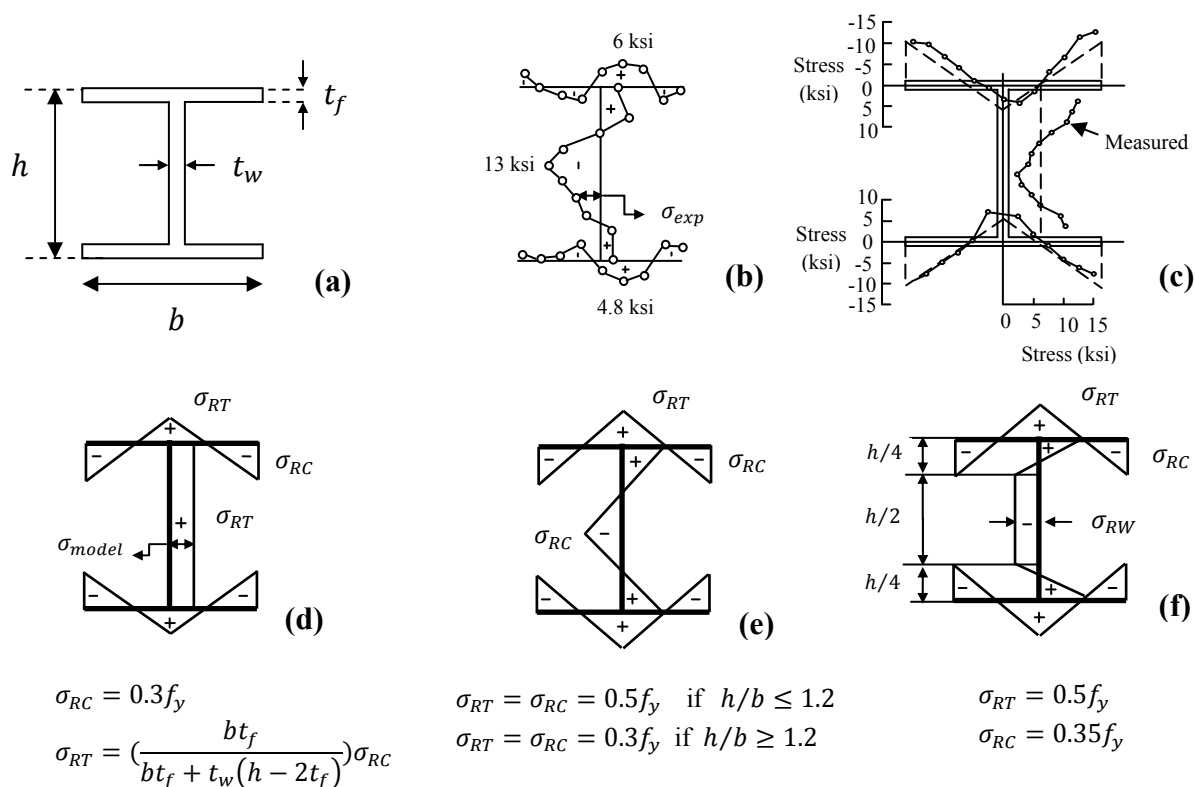 t_f
h
t_w
b
(a)
6 ksi
+
+
13 ksi
-
σ_exp
+
+
4.8 ksi
(b)
-15
-10
-5
0
5
10
Stress
(ksi)
Measured
10
5
0
-5
-10
-15
Stress
(ksi)
0 5 10 15
Stress (ksi)
(c)
σ_RT
+
- -
σ_RC
+
σ_RT
σ_model
- -
+
(d)
σ_RC = 0.3f_y
σ_RT = (bt_f / (bt_f + t_w(h − 2t_f)))σ_RC
σ_RT
+
- + -
σ_RC
σ_RC
-
- + -
+
(e)
σ_RT = σ_RC = 0.5f_y if h/b ≤ 1.2
σ_RT = σ_RC = 0.3f_y if h/b ≥ 1.2
σ_RT
+
h/4
- + -
σ_RC
h/2
-
σ_RW
h/4
- + -
+
(f)
σ_RT = 0.5f_y
σ_RC = 0.35f_y